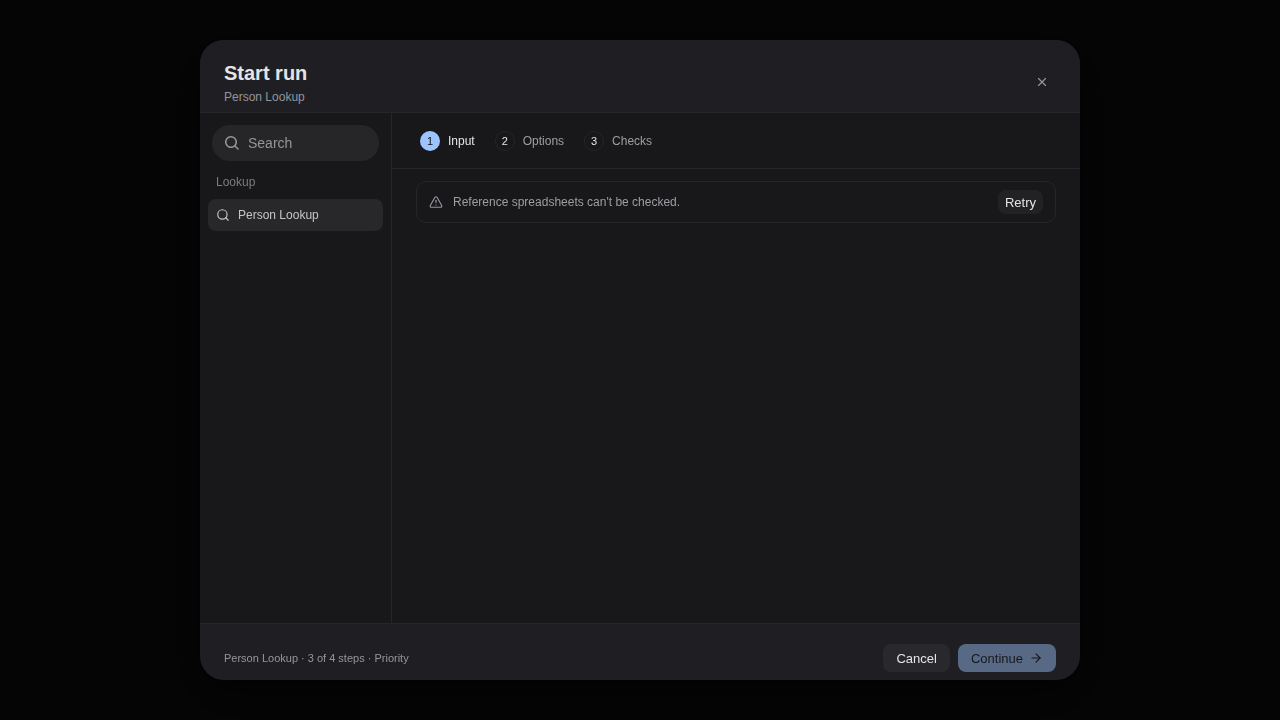 Start run
Person Lookup
Search
Lookup
Person Lookup
1 Input 2 Options 3 Checks
Reference spreadsheets can't be checked.
Retry
Person Lookup · 3 of 4 steps · Priority
Cancel
Continue